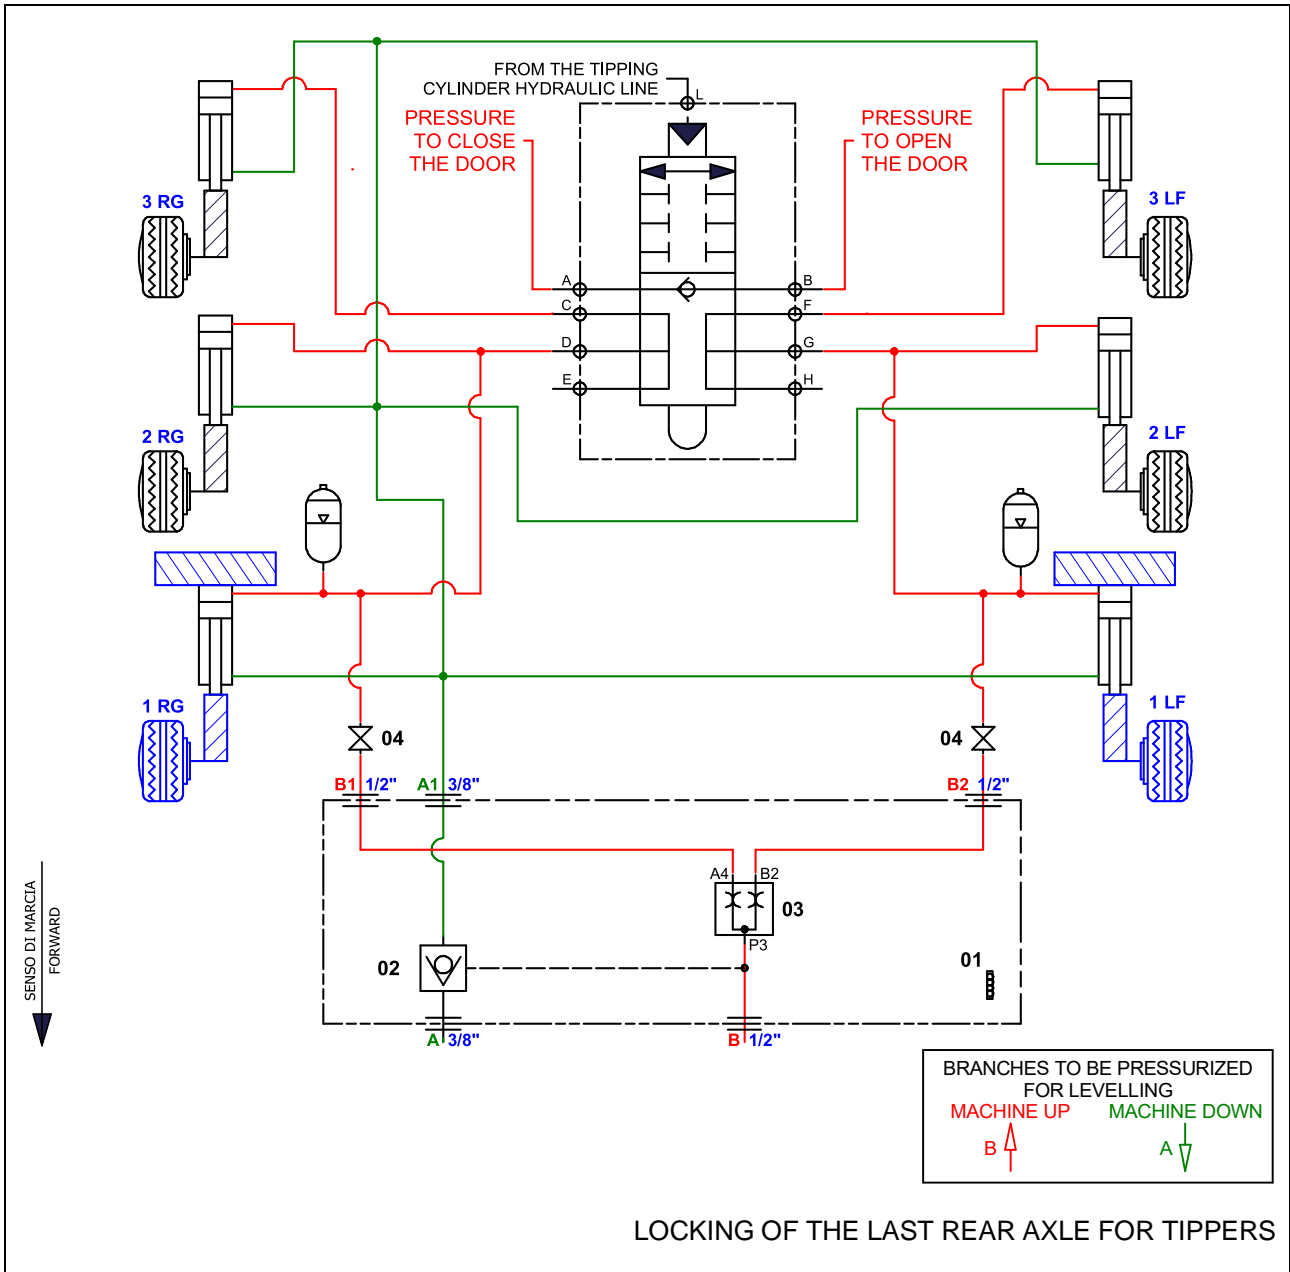 FROM THE TIPPING
CYLINDER HYDRAULIC LINE
L
PRESSURE
TO CLOSE
THE DOOR
PRESSURE
TO OPEN
THE DOOR
3 RG
3 LF
A
B
C
F
D
G
E
H
2 RG
2 LF
1 RG
1 LF
04
04
B1 1/2"
A1 3/8"
B2 1/2"
A4
B2
03
P3
02
01
SENSO DI MARCIA
FORWARD
A 3/8"
B 1/2"
BRANCHES TO BE PRESSURIZED
FOR LEVELLING
MACHINE UP
MACHINE DOWN
B
A
LOCKING OF THE LAST REAR AXLE FOR TIPPERS